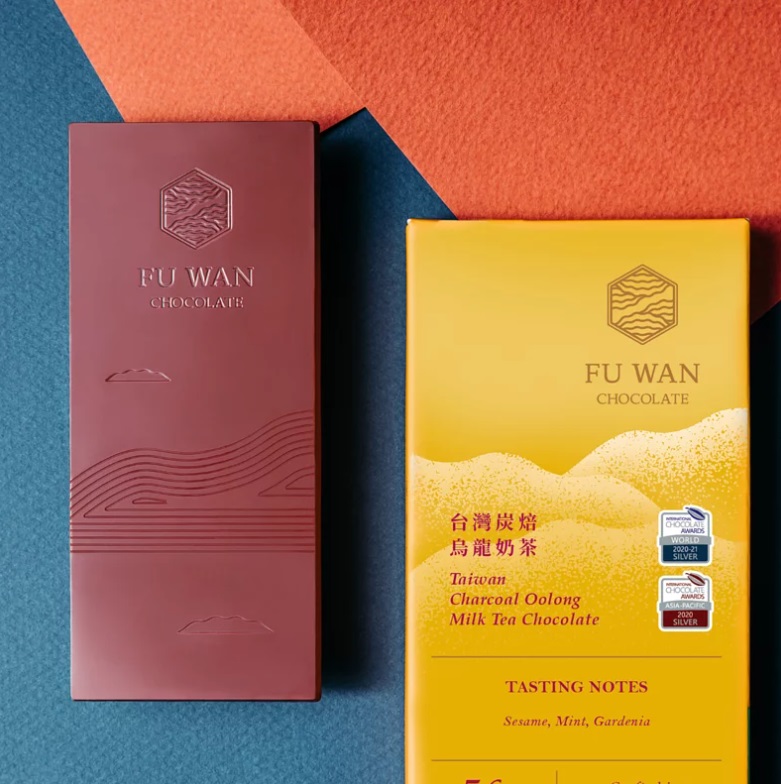 FU WAN
CHOCOLATE
FU WAN
CHOCOLATE
台灣炭焙
烏龍奶茶
Taiwan
Charcoal Oolong
Milk Tea Chocolate
INTERNATIONAL
CHOCOLATE
AWARDS
WORLD
2020-21
SILVER
INTERNATIONAL
CHOCOLATE
AWARDS
ASIA-PACIFIC
2020
SILVER
TASTING NOTES
Sesame, Mint, Gardenia